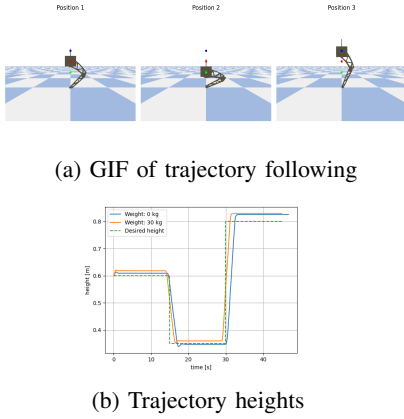 Position 1
Position 2
Position 3
(a) GIF of trajectory following
Weight: 0 kg
Weight: 30 kg
Desired height
0.8
0.7
0.6
0.5
0.4
height [m]
0
10
20
30
40
time [s]
(b) Trajectory heights